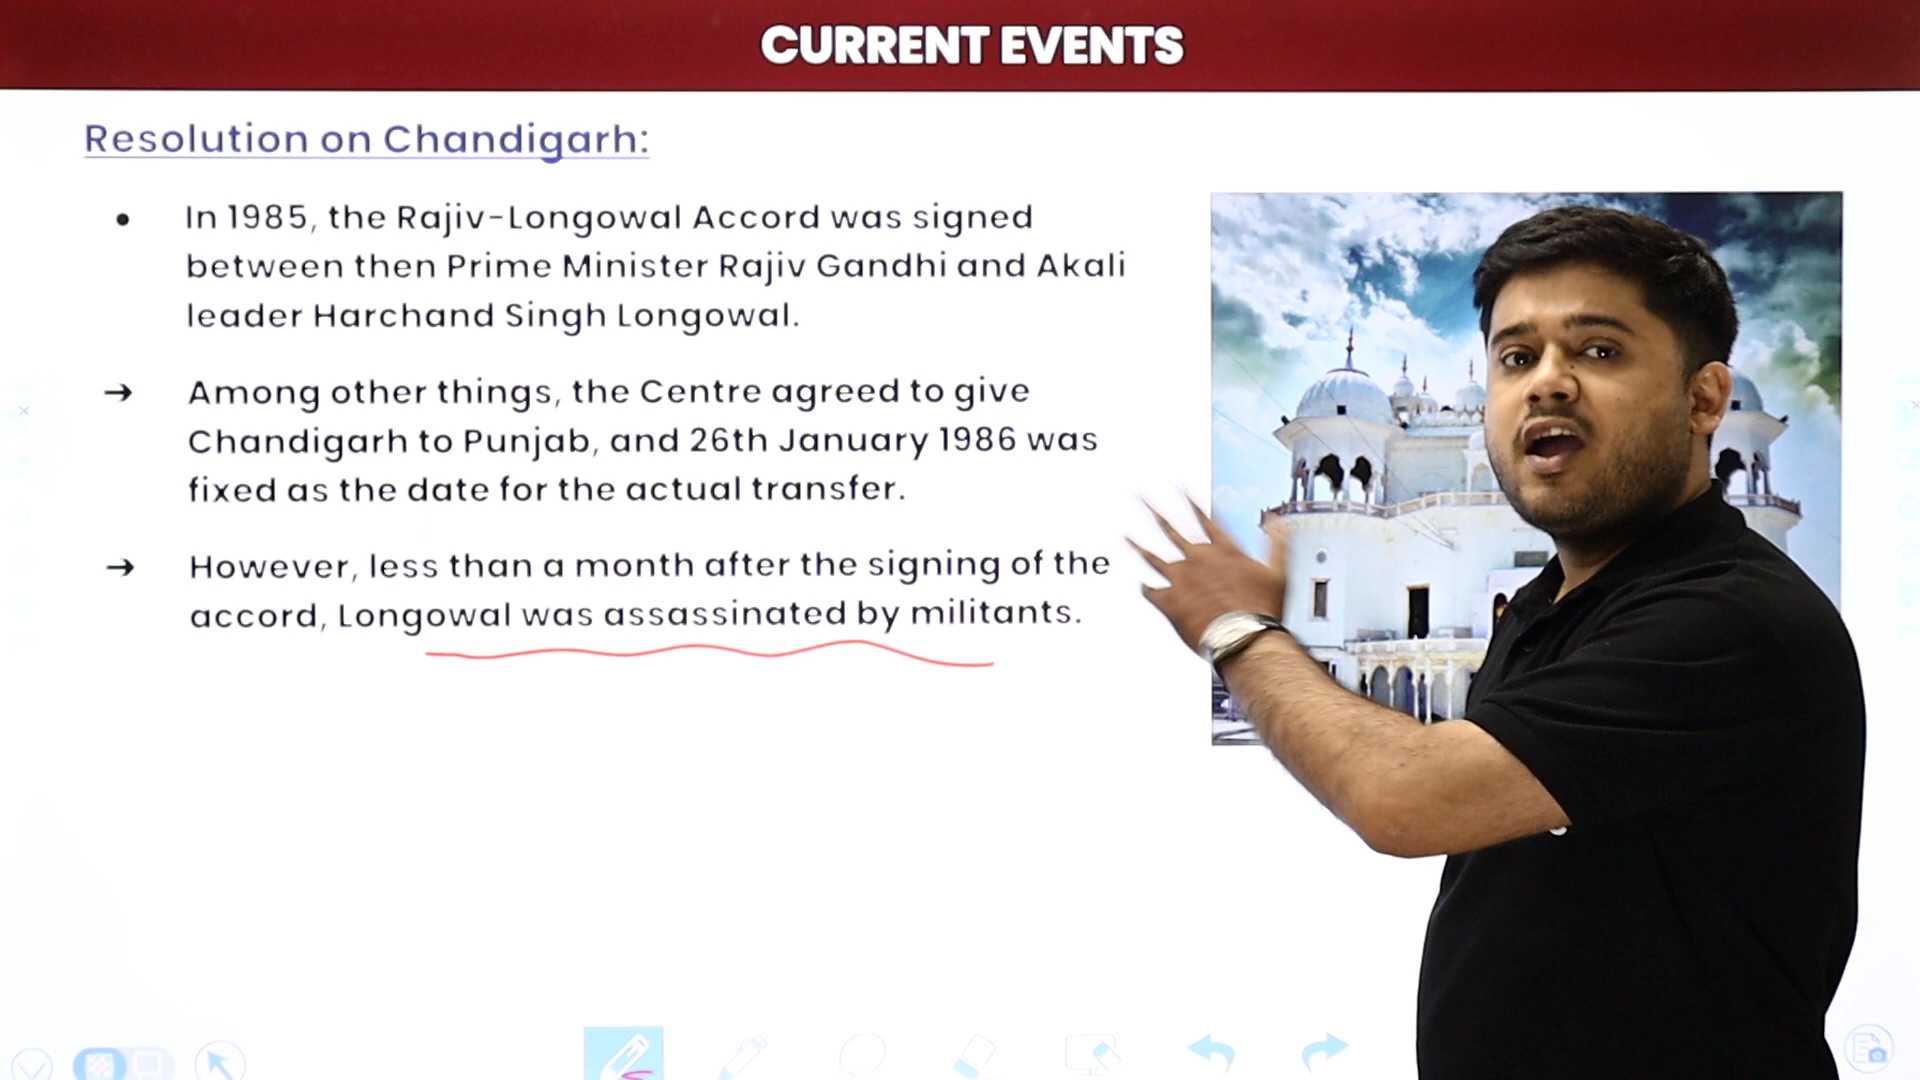 CURRENT EVENTS
Resolution on Chandigarh:
• In 1985, the Rajiv-Longowal Accord was signed
between then Prime Minister Rajiv Gandhi and Akali
leader Harchand Singh Longowal.
→ Among other things, the Centre agreed to give
Chandigarh to Punjab, and 26th January 1986 was
fixed as the date for the actual transfer.
→ However, less than a month after the signing of the
accord, Longowal was assassinated by militants.